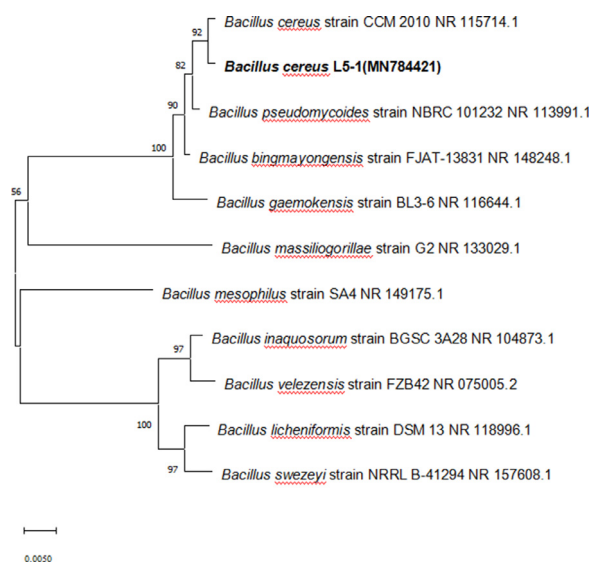 92
Bacillus cereus strain CCM 2010 NR 115714.1
Bacillus cereus L5-1(MN784421)
82
Bacillus pseudomycoides strain NBRC 101232 NR 113991.1
90
Bacillus bingmayongensis strain FJAT-13831 NR 148248.1
100
Bacillus gaemokensis strain BL3-6 NR 116644.1
56
Bacillus massiliogorillae strain G2 NR 133029.1
Bacillus mesophilus strain SA4 NR 149175.1
Bacillus inaquosorum strain BGSC 3A28 NR 104873.1
97
Bacillus velezensis strain FZB42 NR 075005.2
100
Bacillus licheniformis strain DSM 13 NR 118996.1
97
Bacillus swezeyi strain NRRL B-41294 NR 157608.1
0.0050